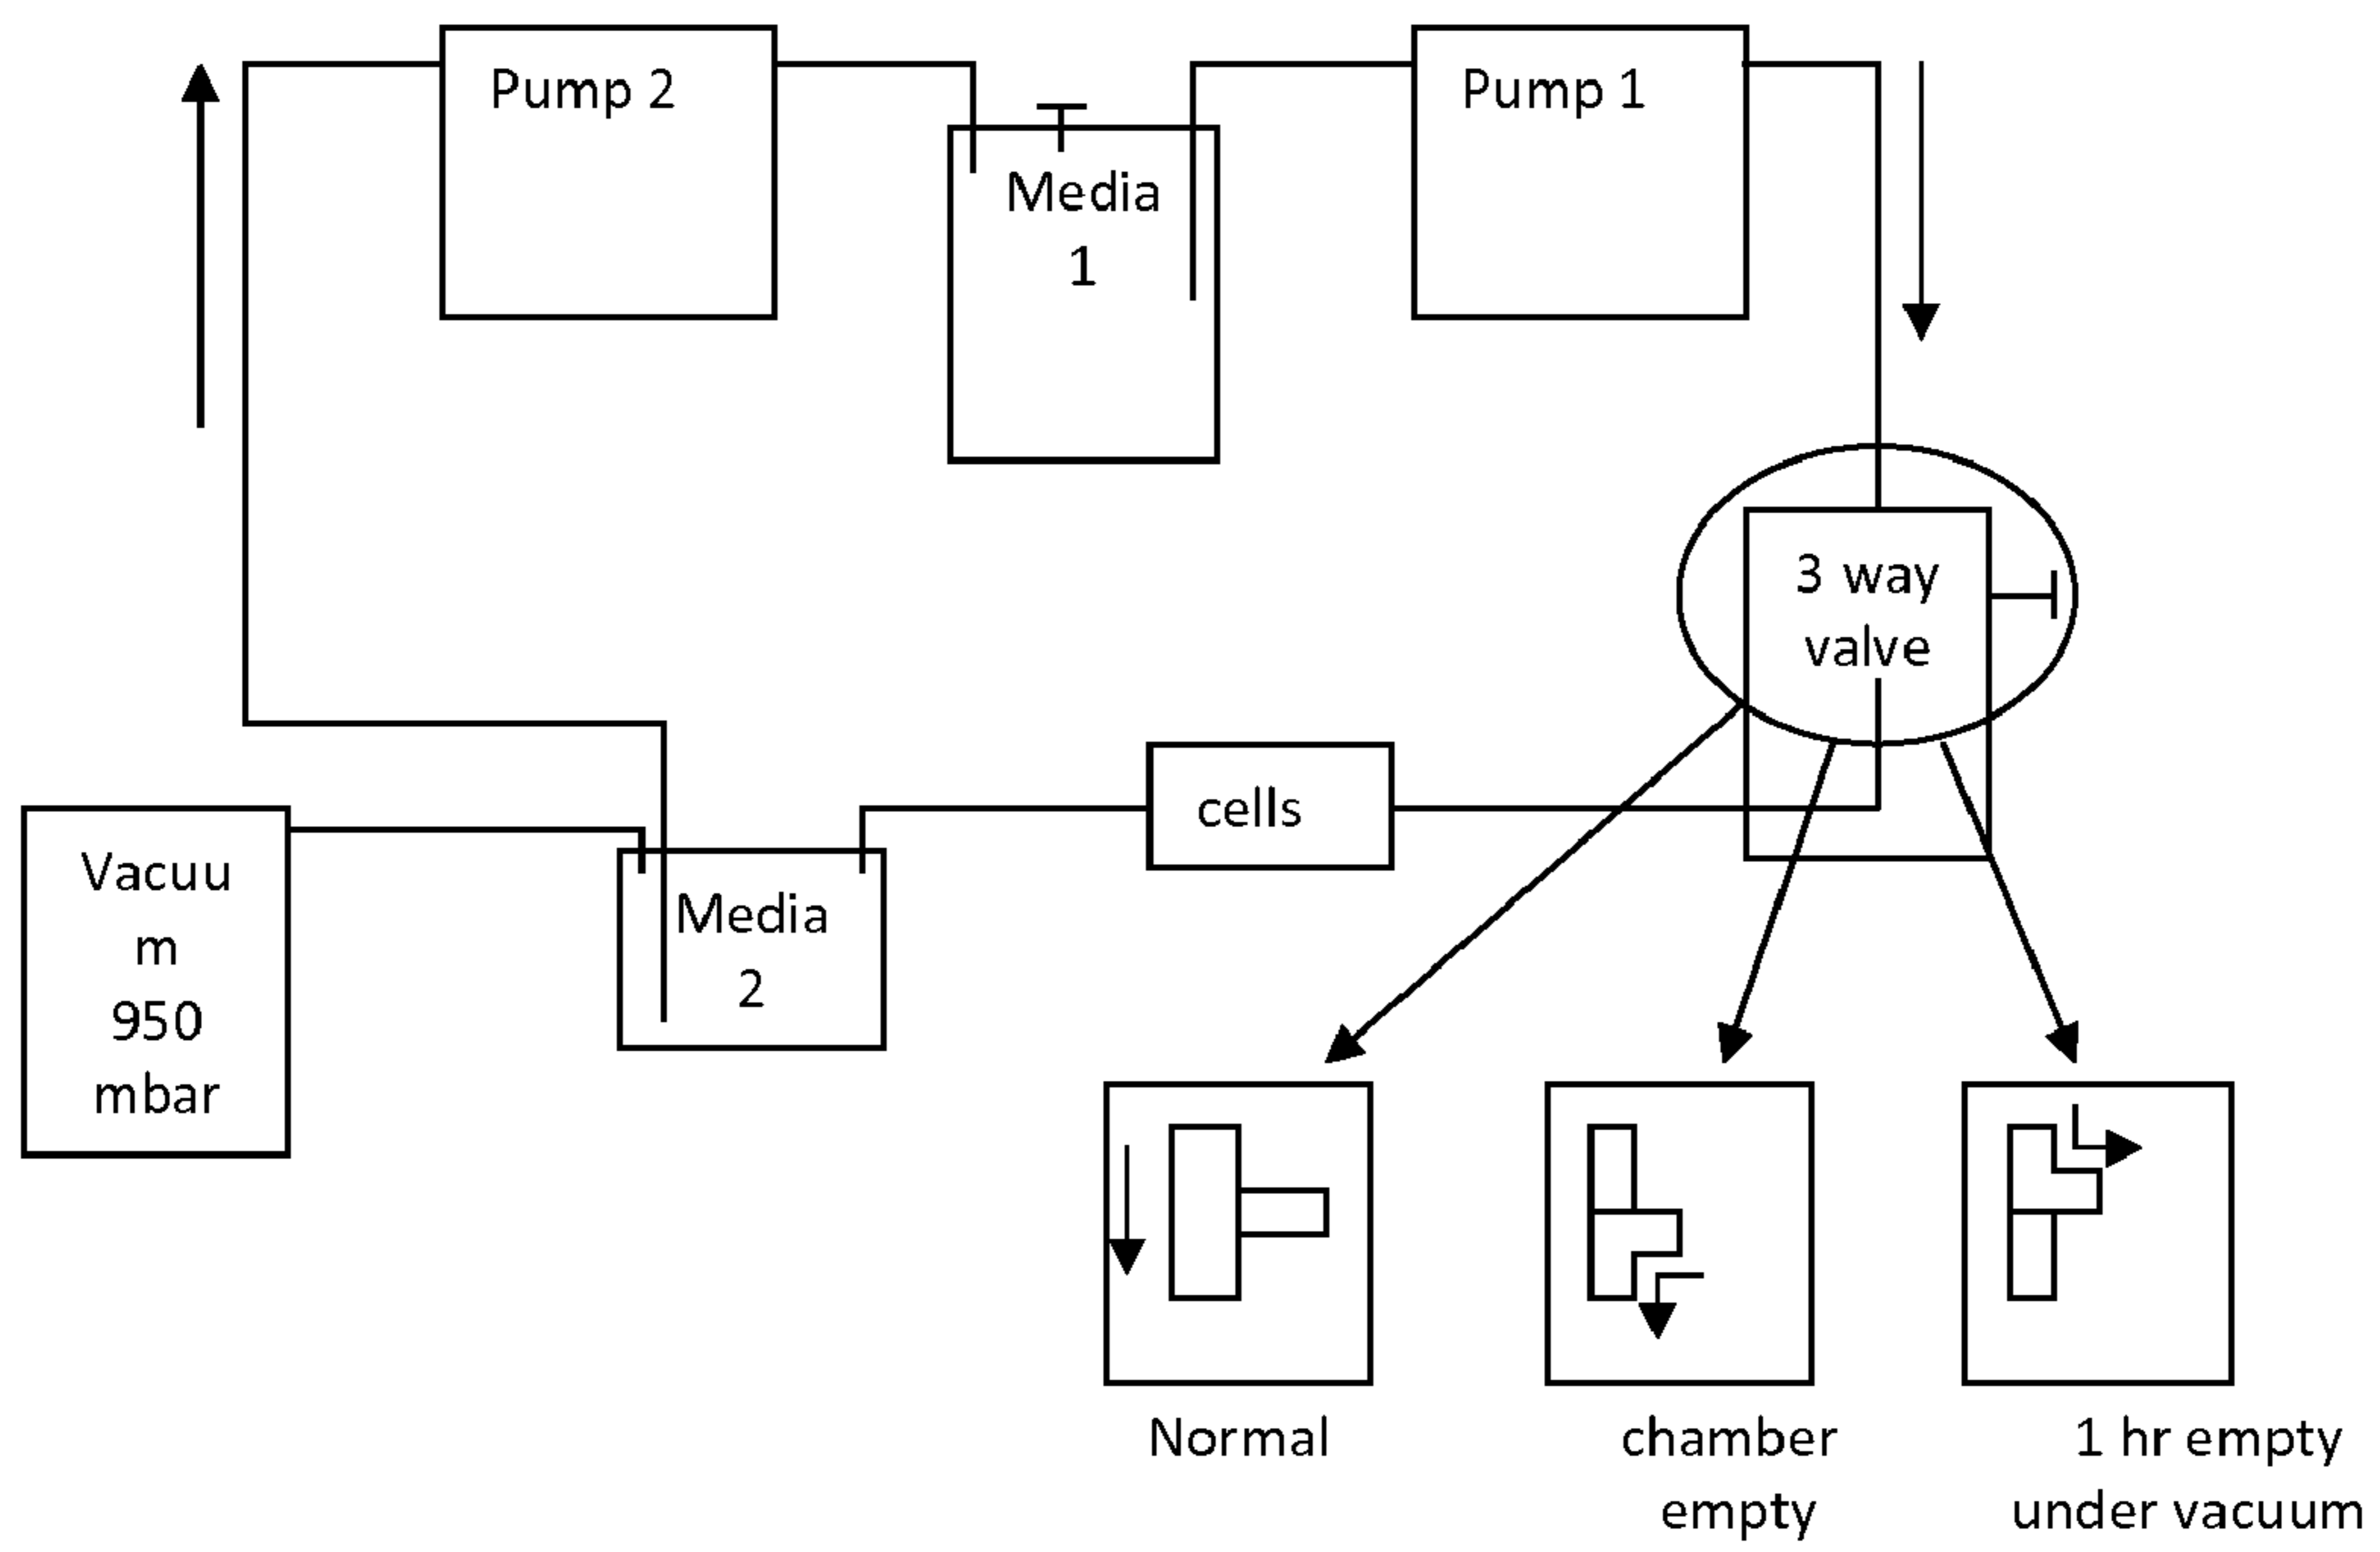 Pump 2
Pump 1
Media
1
3 way
valve
cells
Vacuu
m
950
mbar
Media
2
Normal
chamber
empty
1 hr empty
under vacuum